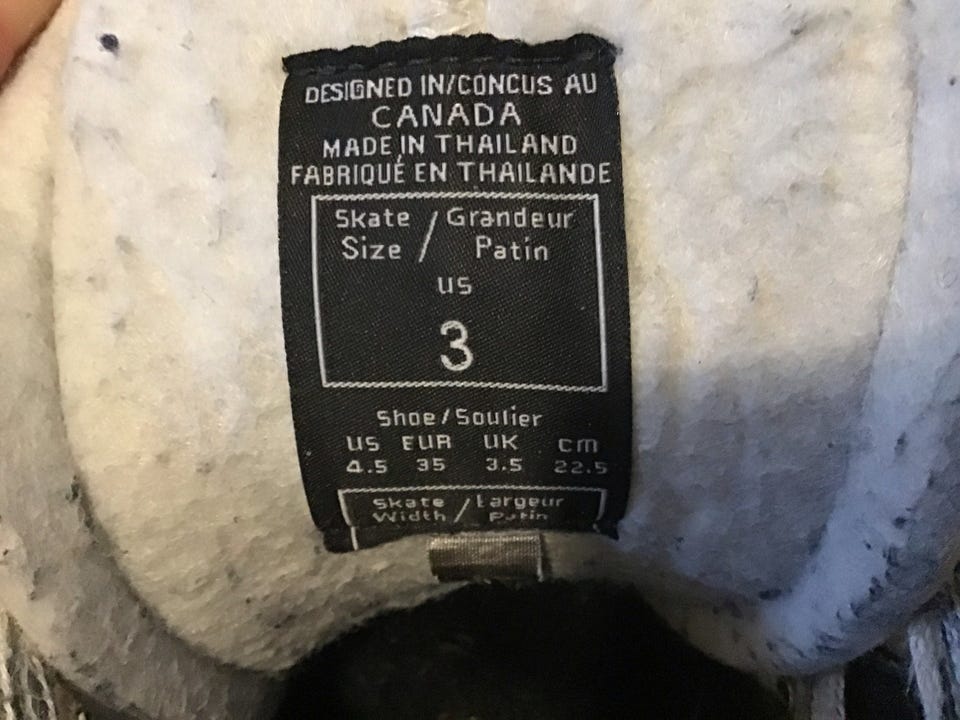 DESIGNED IN/CONCUS AU
CANADA
MADE IN THAILAND
FABRIQUÉ EN THAILANDE
Skate / Grandeur
Size / Patin
US
3
Shoe/Soulier
US EUR UK cm
4.5 35 3.5 22.5
Skate / Largeur
Width / Patin